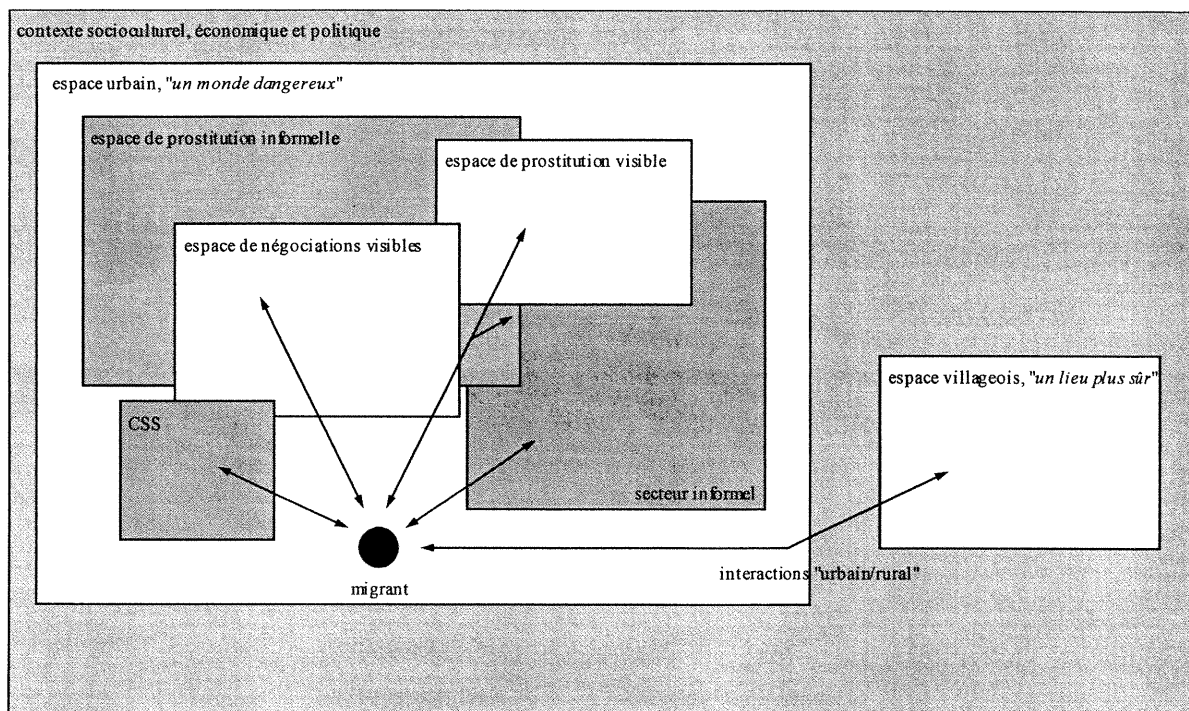 contexte socioculturel, économique et politique
espace urbain, "un monde dangereux"
espace de prostitution informelle
espace de prostitution visible
espace de négociations visibles
espace villageois, "un lieu plus sûr"
CSS
secteur informel
migrant
interactions "urbain/rural"